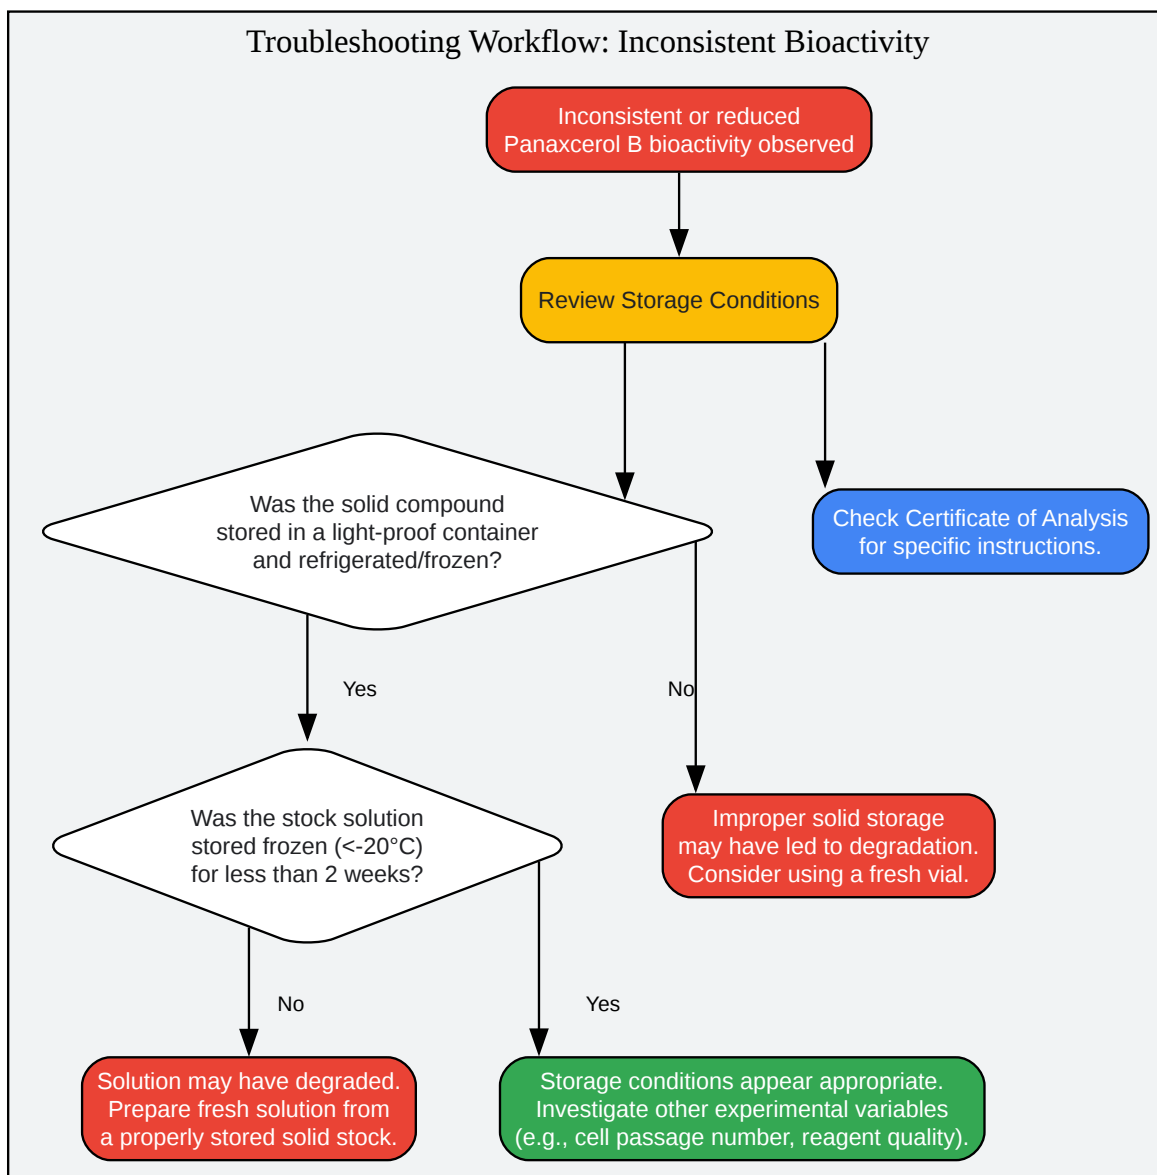 Troubleshooting Workflow: Inconsistent Bioactivity
Inconsistent or reduced
Panaxcerol B bioactivity observed
Review Storage Conditions
Was the solid compound
stored in a light-proof container
and refrigerated/frozen?
Check Certificate of Analysis
for specific instructions.
Yes
No
Was the stock solution
stored frozen (<-20°C)
for less than 2 weeks?
Improper solid storage
may have led to degradation.
Consider using a fresh vial.
No
Yes
Solution may have degraded.
Prepare fresh solution from
a properly stored solid stock.
Storage conditions appear appropriate.
Investigate other experimental variables
(e.g., cell passage number, reagent quality).